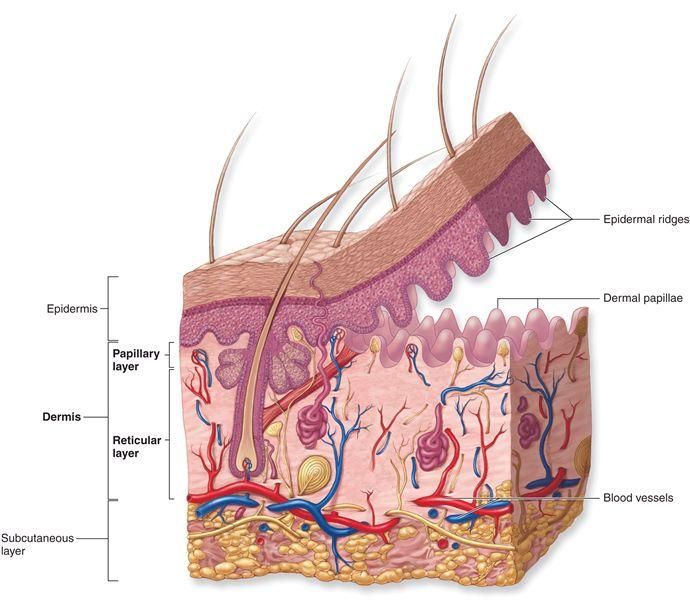 Epidermal ridges
Dermal papillae
Epidermis
Papillary
layer
Dermis
Reticular
layer
Blood vessels
Subcutaneous
layer